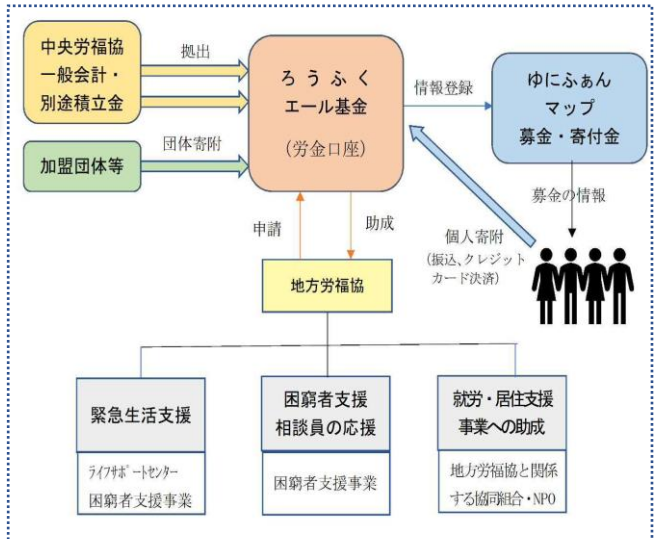 中央労福協
一般会計・
別途積立金
拠出
ろうふく
エール基金
(労金口座)
情報登録
ゆにふぁん
マップ
募金・寄付金
加盟団体等
団体寄附
募金の情報
個人寄附
(振込、クレジット
カード決済)
申請
助成
地方労福協
緊急生活支援
ライフサポートセンター
困窮者支援事業
困窮者支援
相談員の応援
困窮者支援事業
就労・居住支援
事業への助成
地方労福協と関係
する協同組合・NPO